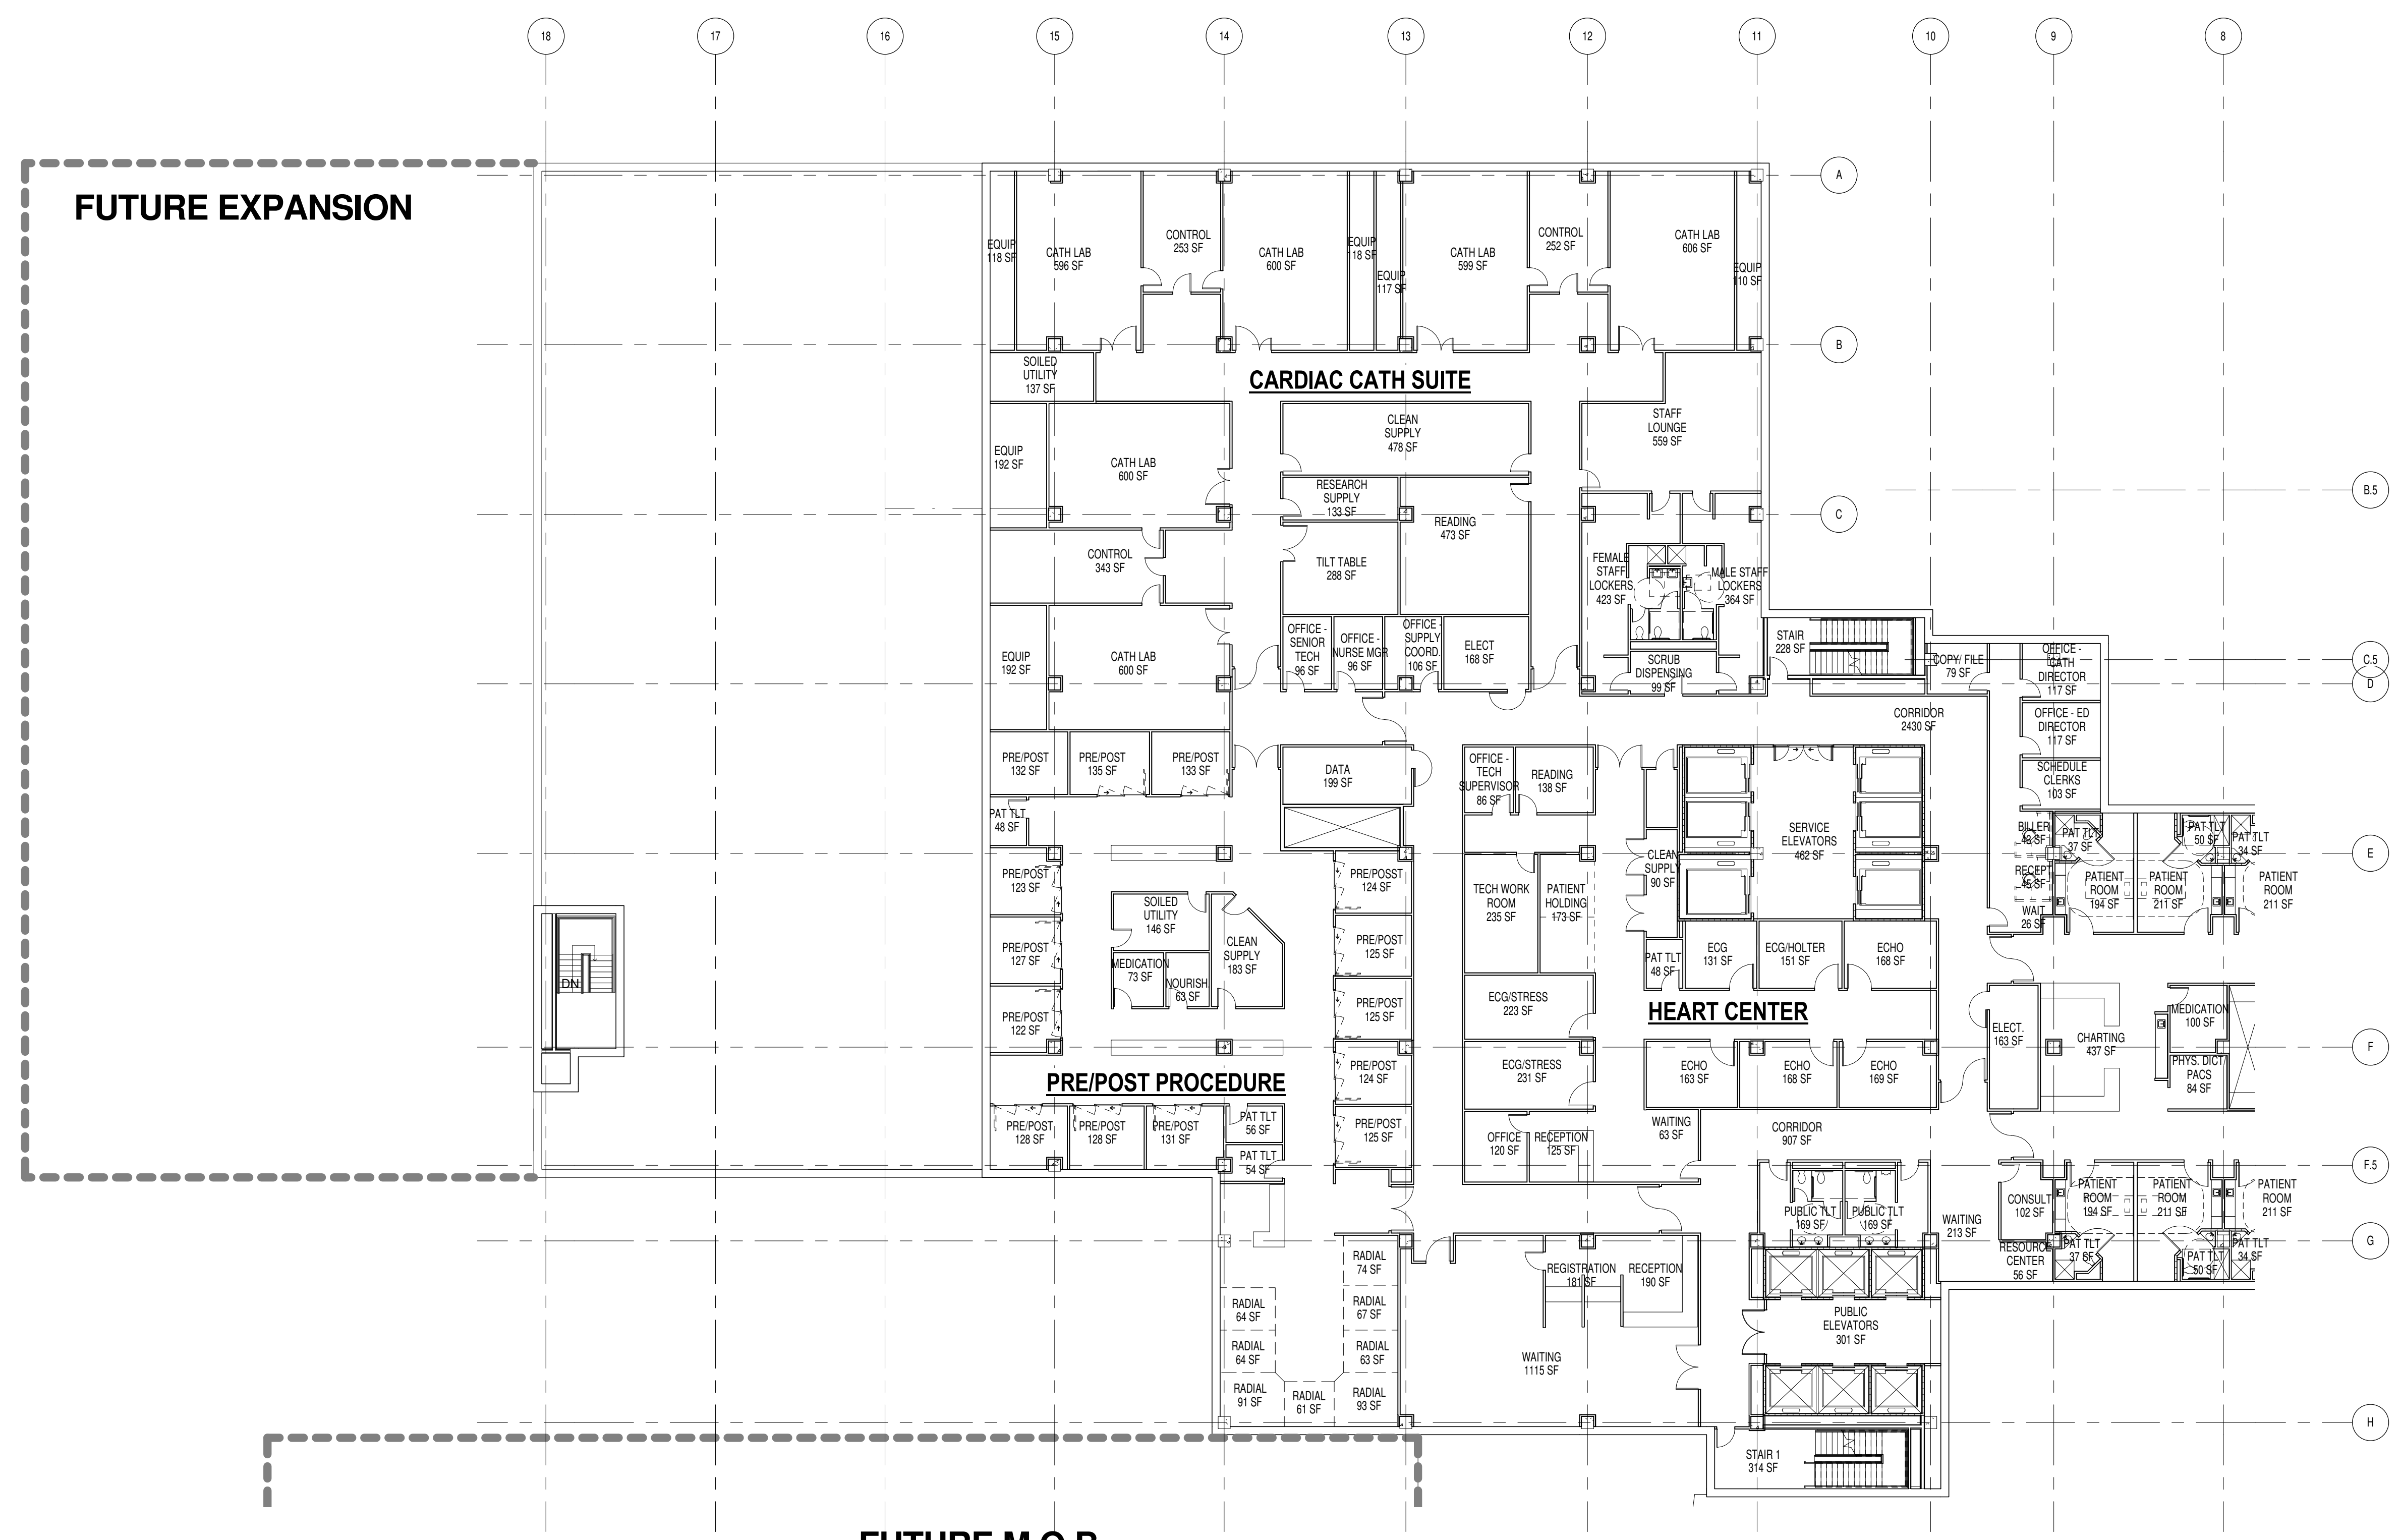 18
17
16
15
14
13
12
11
10
9
8
FUTURE EXPANSION
A
EQUIP
118 SF
CATH LAB
596 SF
CONTROL
253 SF
CATH LAB
600 SF
EQUIP
118 SF
EQUIP
117 SF
CATH LAB
599 SF
CONTROL
252 SF
CATH LAB
606 SF
EQUIP
110 SF
B
SOILED
UTILITY
137 SF
CARDIAC CATH SUITE
EQUIP
192 SF
CATH LAB
600 SF
CLEAN
SUPPLY
478 SF
STAFF
LOUNGE
559 SF
B.5
C
RESEARCH
SUPPLY
133 SF
READING
473 SF
CONTROL
343 SF
TILT TABLE
288 SF
FEMALE
STAFF
LOCKERS
423 SF
MALE STAFF
LOCKERS
364 SF
EQUIP
192 SF
CATH LAB
600 SF
OFFICE -
SENIOR
TECH
96 SF
OFFICE -
NURSE MGR
96 SF
OFFICE -
SUPPLY
COORD.
106 SF
ELECT
168 SF
SCRUB
DISPENSING
99 SF
STAIR
228 SF
COPY/ FILE
79 SF
OFFICE -
CATH
DIRECTOR
117 SF
C.5
D
CORRIDOR
2430 SF
OFFICE - ED
DIRECTOR
117 SF
PRE/POST
132 SF
PRE/POST
135 SF
PRE/POST
133 SF
DATA
199 SF
OFFICE -
TECH
SUPERVISOR
86 SF
READING
138 SF
SCHEDULE
CLERKS
103 SF
PAT TLT
48 SF
SERVICE
ELEVATORS
462 SF
BILLER
43 SF
PAT TLT
37 SF
PAT TLT
50 SF
PAT TLT
34 SF
E
PRE/POST
123 SF
PRE/POSST
124 SF
TECH WORK
ROOM
235 SF
PATIENT
HOLDING
173 SF
CLEAN
SUPPLY
90 SF
RECEPT
45 SF
PATIENT
ROOM
194 SF
PATIENT
ROOM
211 SF
PATIENT
ROOM
211 SF
WAIT
26 SF
SOILED
UTILITY
146 SF
CLEAN
SUPPLY
183 SF
PRE/POST
127 SF
PRE/POST
125 SF
MEDICATION
73 SF
NOURISH.
63 SF
PAT TLT
48 SF
ECG
131 SF
ECG/HOLTER
151 SF
ECHO
168 SF
DN
PRE/POST
122 SF
PRE/POST
125 SF
ECG/STRESS
223 SF
HEART CENTER
ELECT.
163 SF
CHARTING
437 SF
MEDICATION
100 SF
F
PRE/POST PROCEDURE
PRE/POST
124 SF
ECG/STRESS
231 SF
ECHO
163 SF
ECHO
168 SF
ECHO
169 SF
PHYS. DICT/
PACS
84 SF
PRE/POST
128 SF
PRE/POST
128 SF
PRE/POST
131 SF
PAT TLT
56 SF
PAT TLT
54 SF
PRE/POST
125 SF
OFFICE
120 SF
RECEPTION
125 SF
WAITING
63 SF
CORRIDOR
907 SF
F.5
PUBLIC TLT
169 SF
PUBLIC TLT
169 SF
WAITING
213 SF
CONSULT
102 SF
PATIENT
ROOM
194 SF
PATIENT
ROOM
211 SF
PATIENT
ROOM
211 SF
G
RESOURCE
CENTER
56 SF
PAT TLT
37 SF
PAT TLT
50 SF
PAT TLT
34 SF
RADIAL
74 SF
REGISTRATION
181 SF
RECEPTION
190 SF
RADIAL
64 SF
RADIAL
67 SF
PUBLIC
ELEVATORS
301 SF
RADIAL
64 SF
RADIAL
63 SF
WAITING
1115 SF
RADIAL
91 SF
RADIAL
61 SF
RADIAL
93 SF
H
STAIR 1
314 SF
FUTURE M.O.B.